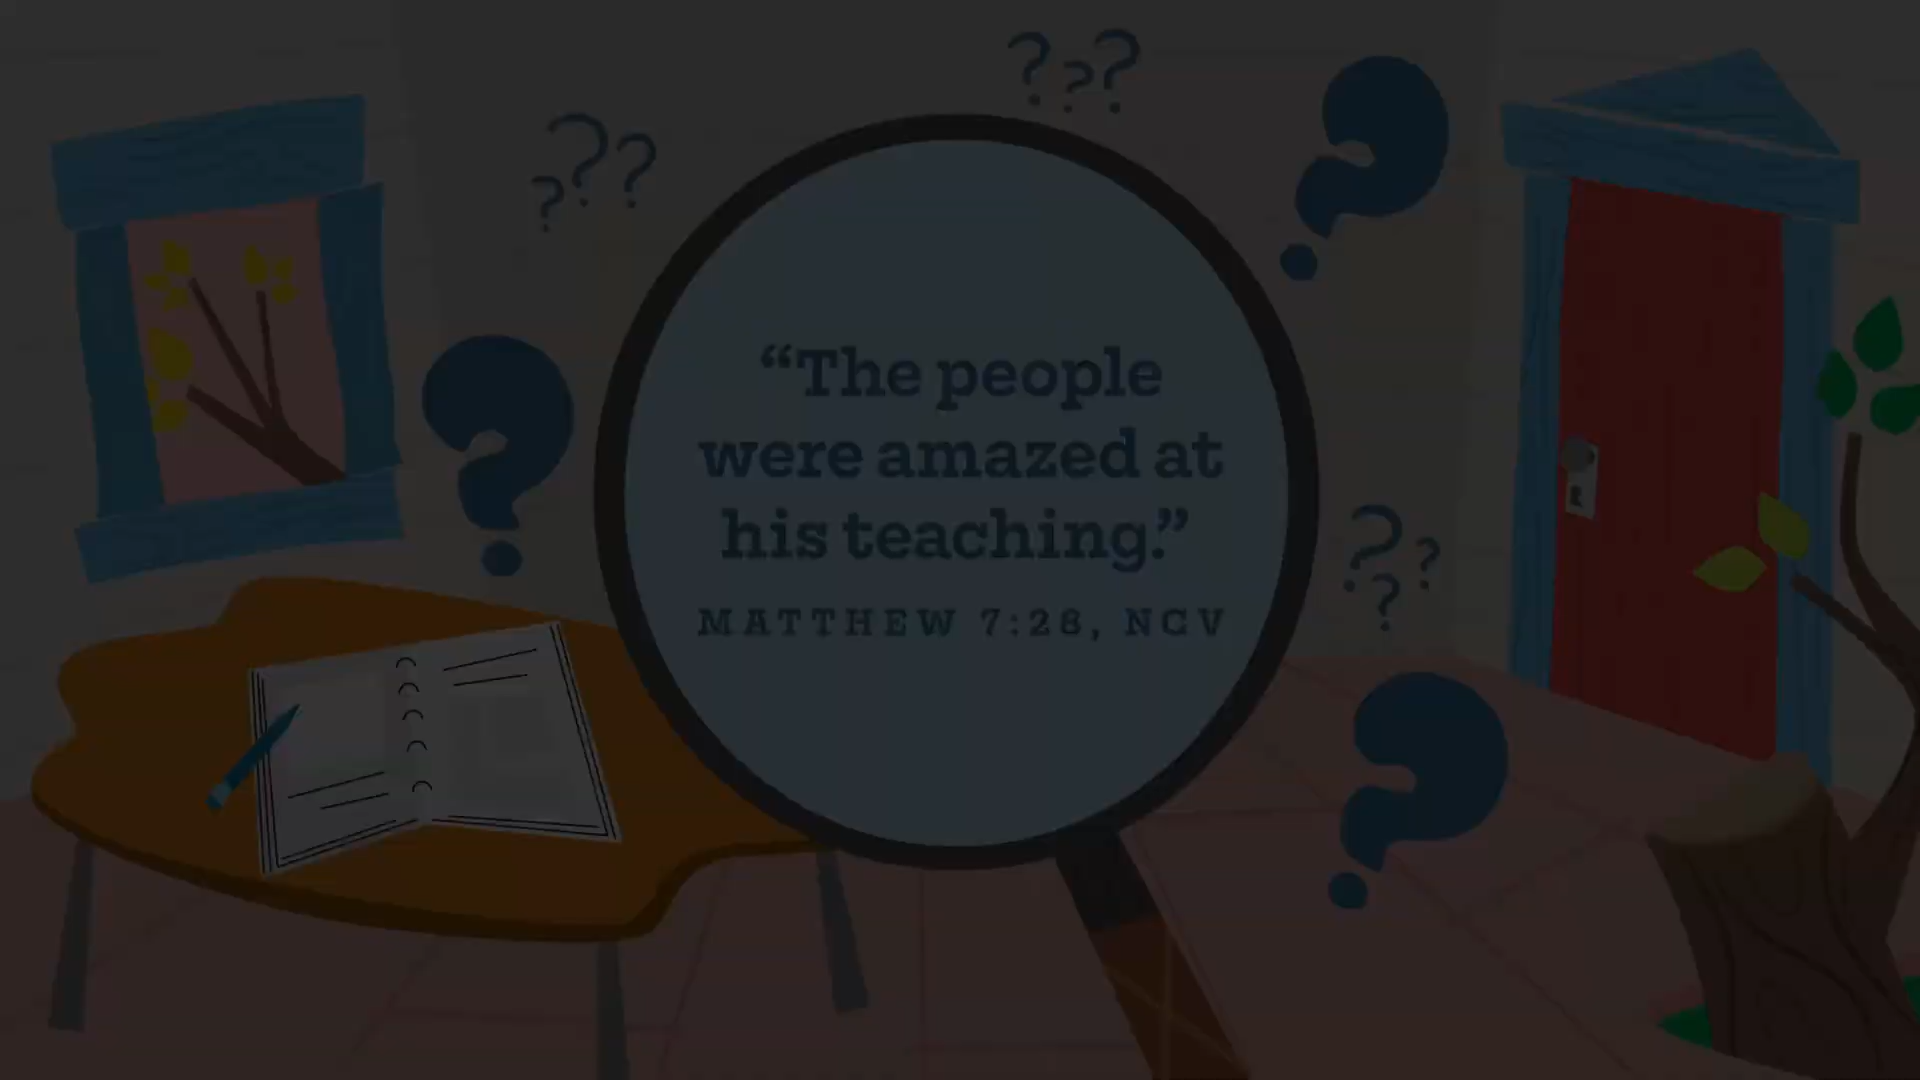 ???
???
“The people
were amazed at
his teaching.”
MATTHEW 7:28, NCV
?
?
???
?